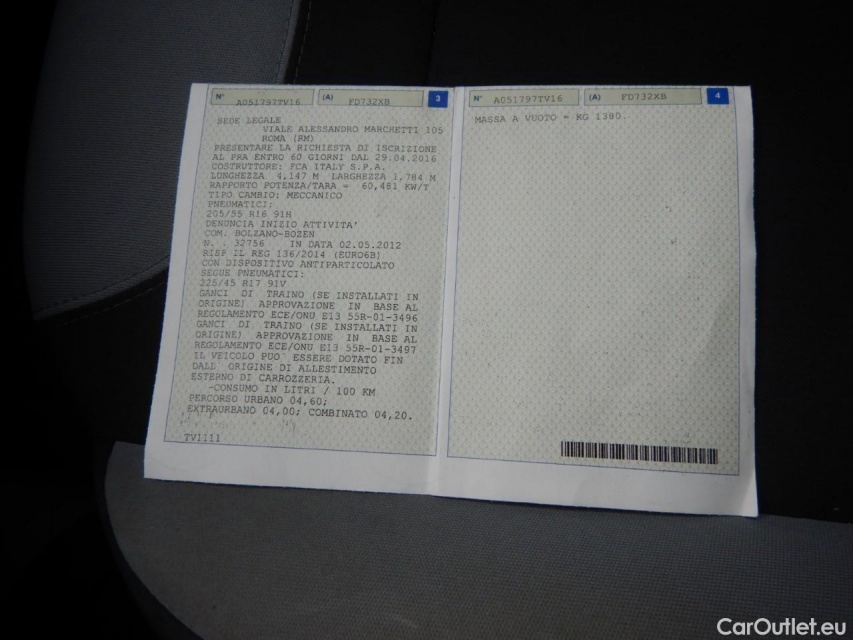 N° A051797TV16 (A) FD732XB 3
SEDE LEGALE
VIALE ALESSANDRO MARCHETTI 105
ROMA (RM)
PRESENTARE LA RICHIESTA DI ISCRIZIONE
AL PRA ENTRO 60 GIORNI DAL 29.04.2016
COSTRUTTORE: FCA ITALY S.P.A.
LUNGHEZZA 4,147 M LARGHEZZA 1,784 M
RAPPORTO POTENZA/TARA = 60,481 KW/T
TIPO CAMBIO: MECCANICO
PNEUMATICI:
205/55 R16 91H
DENUNCIA INIZIO ATTIVITA'
COM. BOLZANO-BOZEN
N. . 32756 IN DATA 02.05.2012
RISP IL REG 136/2014 (EURO6B)
CON DISPOSITIVO ANTIPARTICOLATO
SEGUE PNEUMATICI:
225/45 R17 91V
GANCI DI TRAINO (SE INSTALLATI IN
ORIGINE) APPROVAZIONE IN BASE AL
REGOLAMENTO ECE/ONU E13 55R-01-3496
GANCI DI TRAINO (SE INSTALLATI IN
ORIGINE) APPROVAZIONE IN BASE AL
REGOLAMENTO ECE/ONU E13 55R-01-3497
IL VEICOLO PUO' ESSERE DOTATO FIN
DALL' ORIGINE DI ALLESTIMENTO
ESTERNO DI CARROZZERIA.
-CONSUMO IN LITRI / 100 KM
PERCORSO URBANO 04,60;
EXTRAURBANO 04,00; COMBINATO 04,20.
TV1111
N° A051797TV16 (A) FD732XB 4
MASSA A VUOTO = KG 1380.
CarOutlet.eu